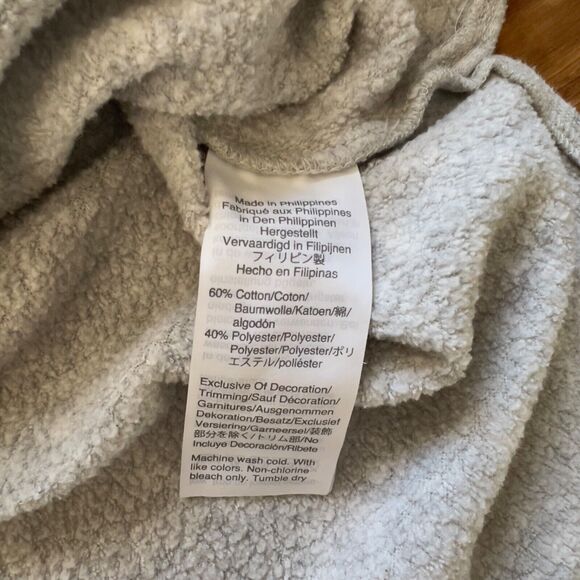 Made in Philippines
Fabriqué aux Philippines
in Den Philippinen
Hergestellt
Vervaardigd in Filipijnen
フィリピン製
Hecho en Filipinas
60% Cotton/Coton/
Baumwolle/Katoen/綿/
algodón
40% Polyester/Polyester/
Polyester/Polyester/ポリ
エステル/poliéster
Exclusive Of Decoration/
Trimming/Sauf Décoration/
Garnitures/Ausgenommen
Dekoration/Besatz/Exclusief
Versiering/Garneersel/装飾
部分を除く/トリム部/No
Incluye Decoración/Ribete
Machine wash cold. With
like colors. Non-chlorine
bleach only. Tumble dry